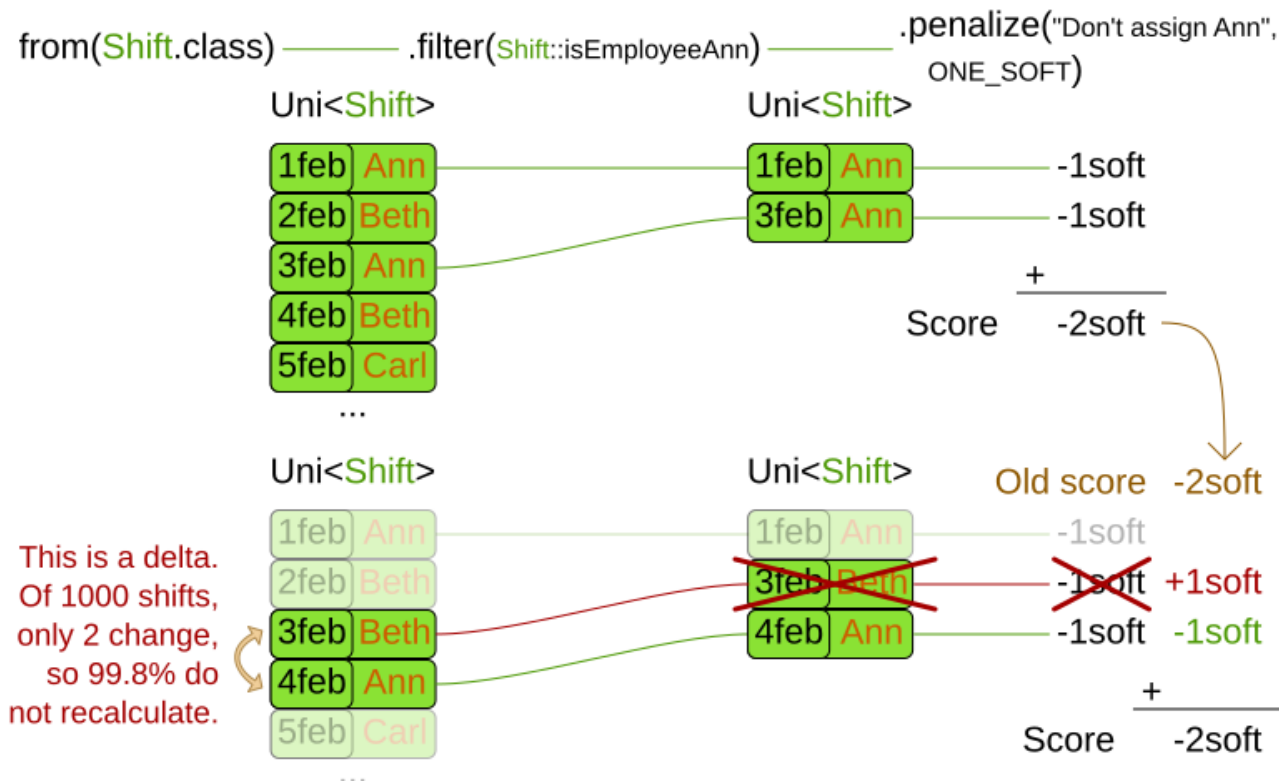 from(Shift.class) .filter(Shift::isEmployeeAnn) .penalize("Don't assign Ann",
ONE_SOFT)
Uni<Shift> Uni<Shift>
1feb Ann 1feb Ann -1soft
2feb Beth 3feb Ann -1soft
3feb Ann
+
4feb Beth Score -2soft
5feb Carl
...
Uni<Shift> Uni<Shift> Old score -2soft
1feb Ann 1feb Ann -1soft
This is a delta.
Of 1000 shifts,
only 2 change,
so 99.8% do
not recalculate.
2feb Beth 3feb Beth -1soft +1soft
3feb Beth 4feb Ann -1soft -1soft
4feb Ann
+
5feb Carl Score -2soft
...